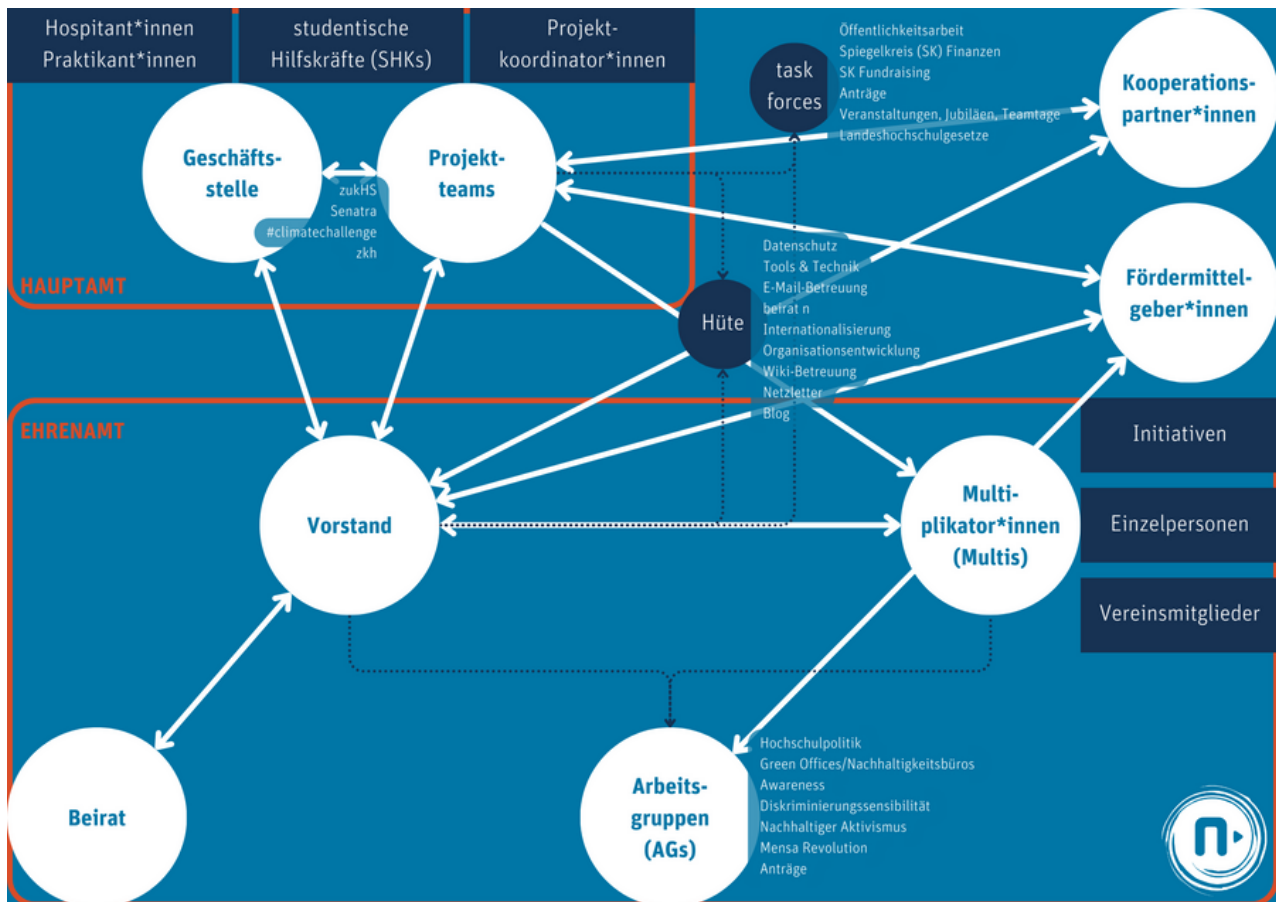 Hospitant*innen
Praktikant*innen
studentische
Hilfskräfte (SHKs)
Projekt-
koordinator*innen
task
forces
Öffentlichkeitsarbeit
Spiegelkreis (SK) Finanzen
SK Fundraising
Anträge
Veranstaltungen, Jubiläen, Teamtage
Landeshochschulgesetze
Kooperations-
partner*innen
Geschäfts-
stelle
Projekt-
teams
zukHS
Senatra
#climatechallenge
zkh
HAUPTAMT
Hüte
Datenschutz
Tools & Technik
E-Mail-Betreuung
beirat n
Internationalisierung
Organisationsentwicklung
Wiki-Betreuung
Netzletter
Blog
Fördermittel-
geber*innen
EHRENAMT
Initiativen
Einzelpersonen
Vereinsmitglieder
Vorstand
Multi-
plikator*innen
(Multis)
Beirat
Arbeits-
gruppen
(AGs)
Hochschulpolitik
Green Offices/Nachhaltigkeitsbüros
Awareness
Diskriminierungssensibilität
Nachhaltiger Aktivismus
Mensa Revolution
Anträge
n